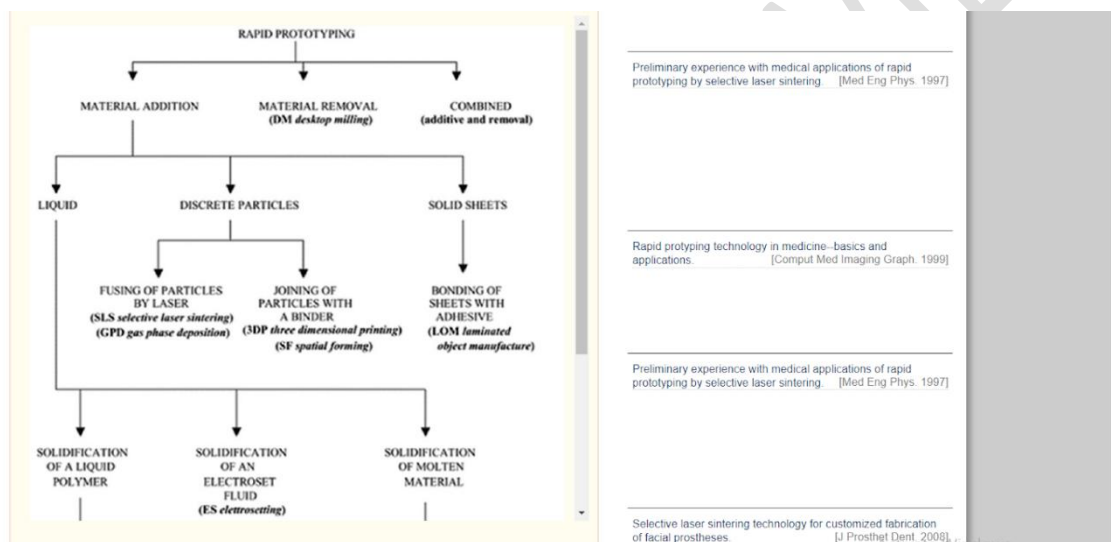 RAPID PROTOTYPING
MATERIAL ADDITION
MATERIAL REMOVAL
(DM desktop milling)
COMBINED
(additive and removal)
LIQUID
DISCRETE PARTICLES
SOLID SHEETS
FUSING OF PARTICLES
BY LASER
(SLS selective laser sintering)
(GPD gas phase deposition)
JOINING OF
PARTICLES WITH
A BINDER
(3DP three dimensional printing)
(SF spatial forming)
BONDING OF
SHEETS WITH
ADHESIVE
(LOM laminated
object manufacture)
SOLIDIFICATION
OF A LIQUID
POLYMER
SOLIDIFICATION
OF AN
ELECTROSET
FLUID
(ES elettrosetting)
SOLIDIFICATION
OF MOLTEN
MATERIAL
Preliminary experience with medical applications of rapid
prototyping by selective laser sintering. [Med Eng Phys. 1997]
Rapid protyping technology in medicine--basics and
applications. [Comput Med Imaging Graph. 1999]
Preliminary experience with medical applications of rapid
prototyping by selective laser sintering. [Med Eng Phys. 1997]
Selective laser sintering technology for customized fabrication
of facial prostheses. [J Prosthet Dent. 2008]